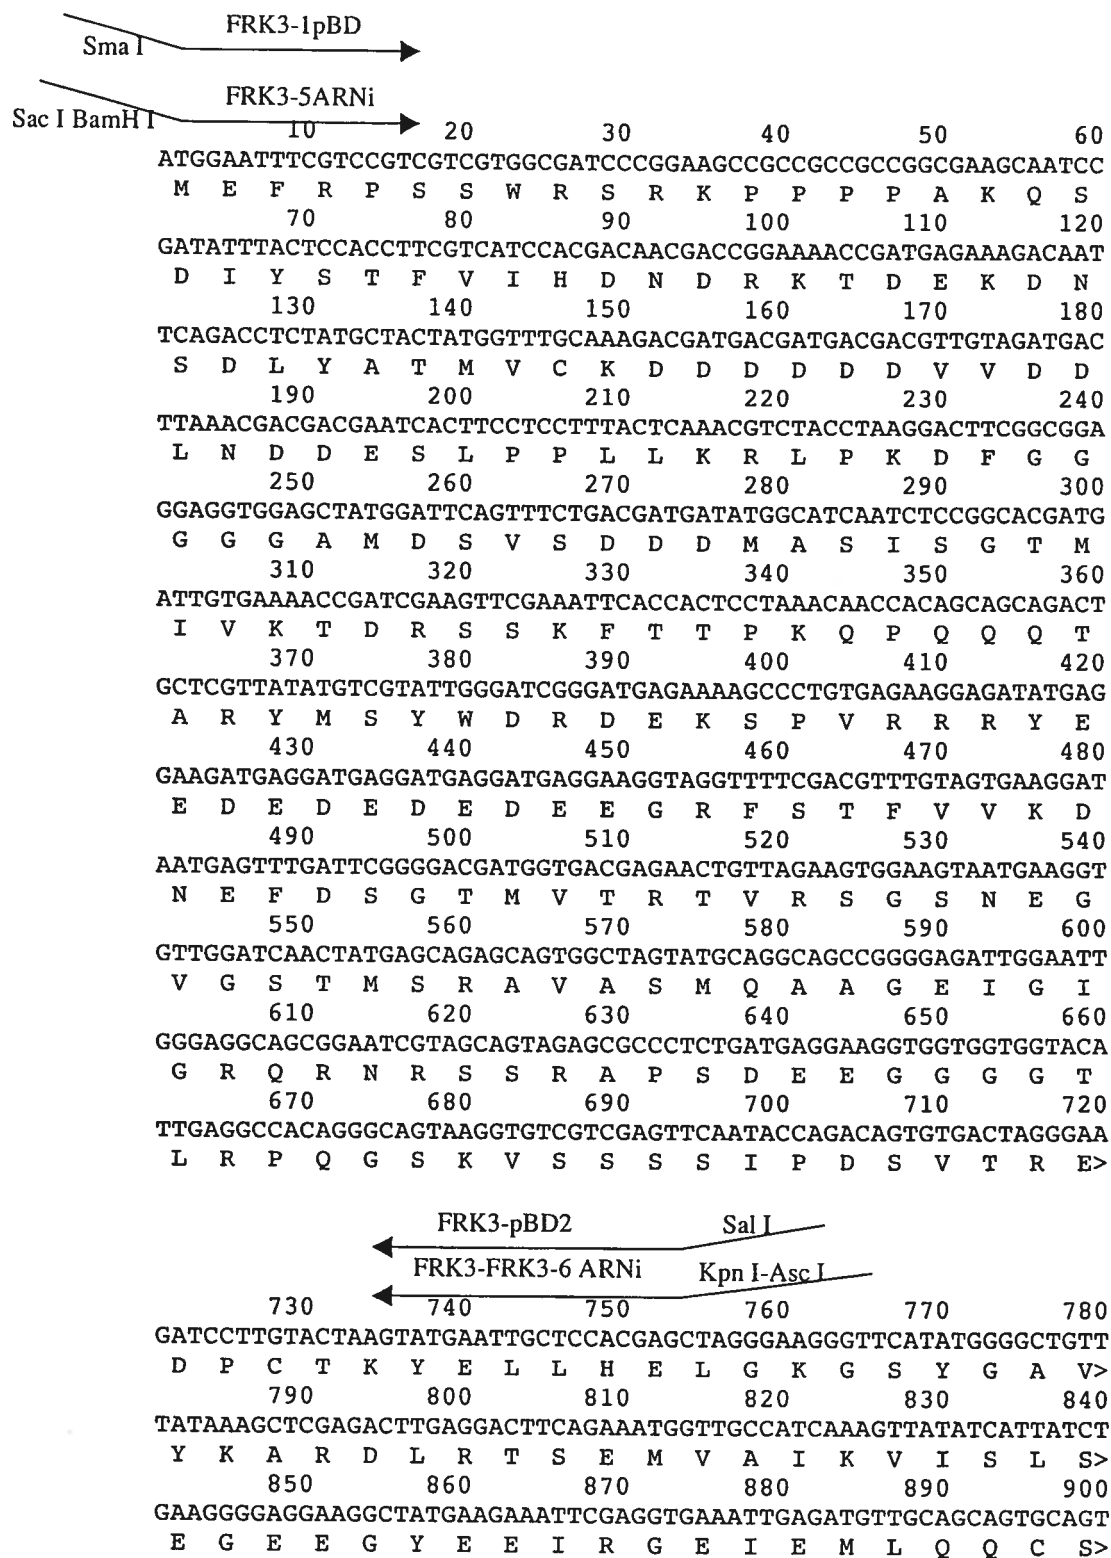 FRK3-1pBD
Sma I
FRK3-5ARNi
Sac I BamH I
10 20 30 40 50 60
ATGGAATTTCGTCCGTCGTCGTGGCGATCCCGGAAGCCGCCGCCGCCGGCGAAGCAATCC
M E F R P S S W R S R K P P P P A K Q S
70 80 90 100 110 120
GATATTTACTCCACCTTCGTCATCCACGACAACGACCGGAAAACCGATGAGAAAGACAAT
D I Y S T F V I H D N D R K T D E K D N
130 140 150 160 170 180
TCAGACCTCTATGCTACTATGGTTTGCAAAGACGATGACGATGACGACGTTGTAGATGAC
S D L Y A T M V C K D D D D D D V V D D
190 200 210 220 230 240
TTAAACGACGACGAATCACTTCCTCCTTTACTCAAACGTCTACCTAAGGACTTCGGCGGA
L N D D E S L P P L L K R L P K D F G G
250 260 270 280 290 300
GGAGGTGGAGCTATGGATTCAGTTTCTGACGATGATATGGCATCAATCTCCGGCACGATG
G G G A M D S V S D D D M A S I S G T M
310 320 330 340 350 360
ATTGTGAAAACCGATCGAAGTTCGAAATTCACCACTCCTAAACAACCACAGCAGCAGACT
I V K T D R S S K F T T P K Q P Q Q Q T
370 380 390 400 410 420
GCTCGTTATATGTCGTATTGGGATCGGGATGAGAAAAGCCCTGTGAGAAGGAGATATGAG
A R Y M S Y W D R D E K S P V R R R Y E
430 440 450 460 470 480
GAAGATGAGGATGAGGATGAGGATGAGGAAGGTAGGTTTTCGACGTTTGTAGTGAAGGAT
E D E D E D E D E E G R F S T F V V K D
490 500 510 520 530 540
AATGAGTTTGATTCGGGGACGATGGTGACGAGAACTGTTAGAAGTGGAAGTAATGAAGGT
N E F D S G T M V T R T V R S G S N E G
550 560 570 580 590 600
GTTGGATCAACTATGAGCAGAGCAGTGGCTAGTATGCAGGCAGCCGGGGAGATTGGAATT
V G S T M S R A V A S M Q A A G E I G I
610 620 630 640 650 660
GGGAGGCAGCGGAATCGTAGCAGTAGAGCGCCCTCTGATGAGGAAGGTGGTGGTGGTACA
G R Q R N R S S R A P S D E E G G G G T
670 680 690 700 710 720
TTGAGGCCACAGGGCAGTAAGGTGTCGTCGAGTTCAATACCAGACAGTGTGACTAGGGAA
L R P Q G S K V S S S S I P D S V T R E>
FRK3-pBD2 Sal I
FRK3-FRK3-6 ARNi Kpn I-Asc I
730 740 750 760 770 780
GATCCTTGTACTAAGTATGAATTGCTCCACGAGCTAGGGAAGGGTTCATATGGGGCTGTT
D P C T K Y E L L H E L G K G S Y G A V>
790 800 810 820 830 840
TATAAAGCTCGAGACTTGAGGACTTCAGAAATGGTTGCCATCAAAGTTATATCATTATCT
Y K A R D L R T S E M V A I K V I S L S>
850 860 870 880 890 900
GAAGGGGAGGAAGGCTATGAAGAAATTCGAGGTGAAATTGAGATGTTGCAGCAGTGCAGT
E G E E G Y E E I R G E I E M L Q Q C S>